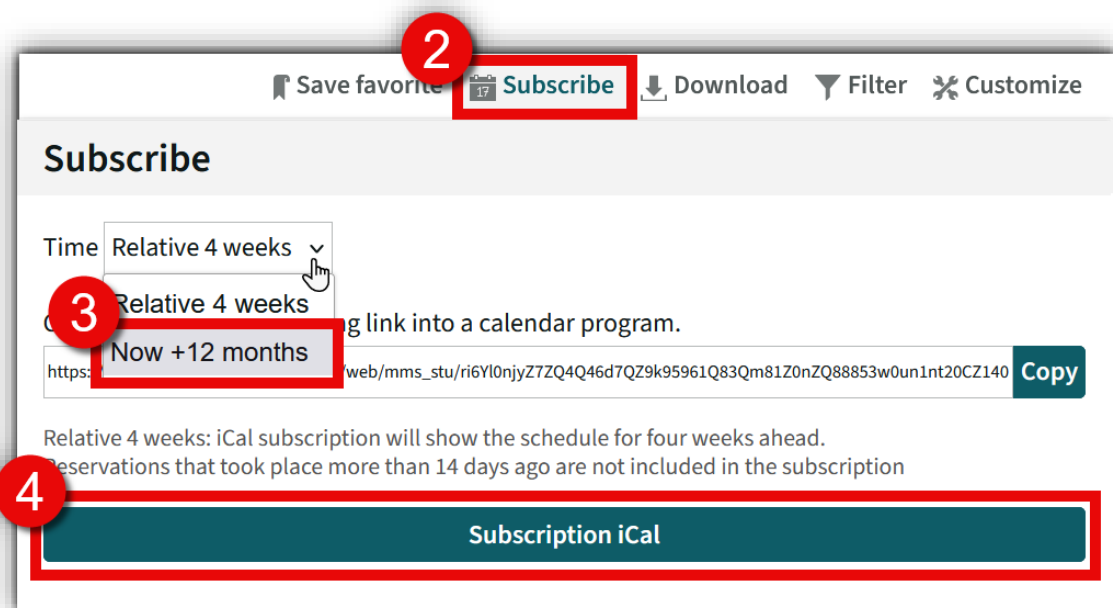 2
Save favorite 17 Subscribe Download Filter Customize
Subscribe
Time Relative 4 weeks
Relative 4 weeks
3
link into a calendar program.
Now +12 months
https: /web/mms_stu/ri6Yl0njyZ7ZQ4Q46d7QZ9k95961Q83Qm81Z0nZQ88853w0un1nt20CZ140 Copy
Relative 4 weeks: iCal subscription will show the schedule for four weeks ahead.
Reservations that took place more than 14 days ago are not included in the subscription
4
Subscription iCal